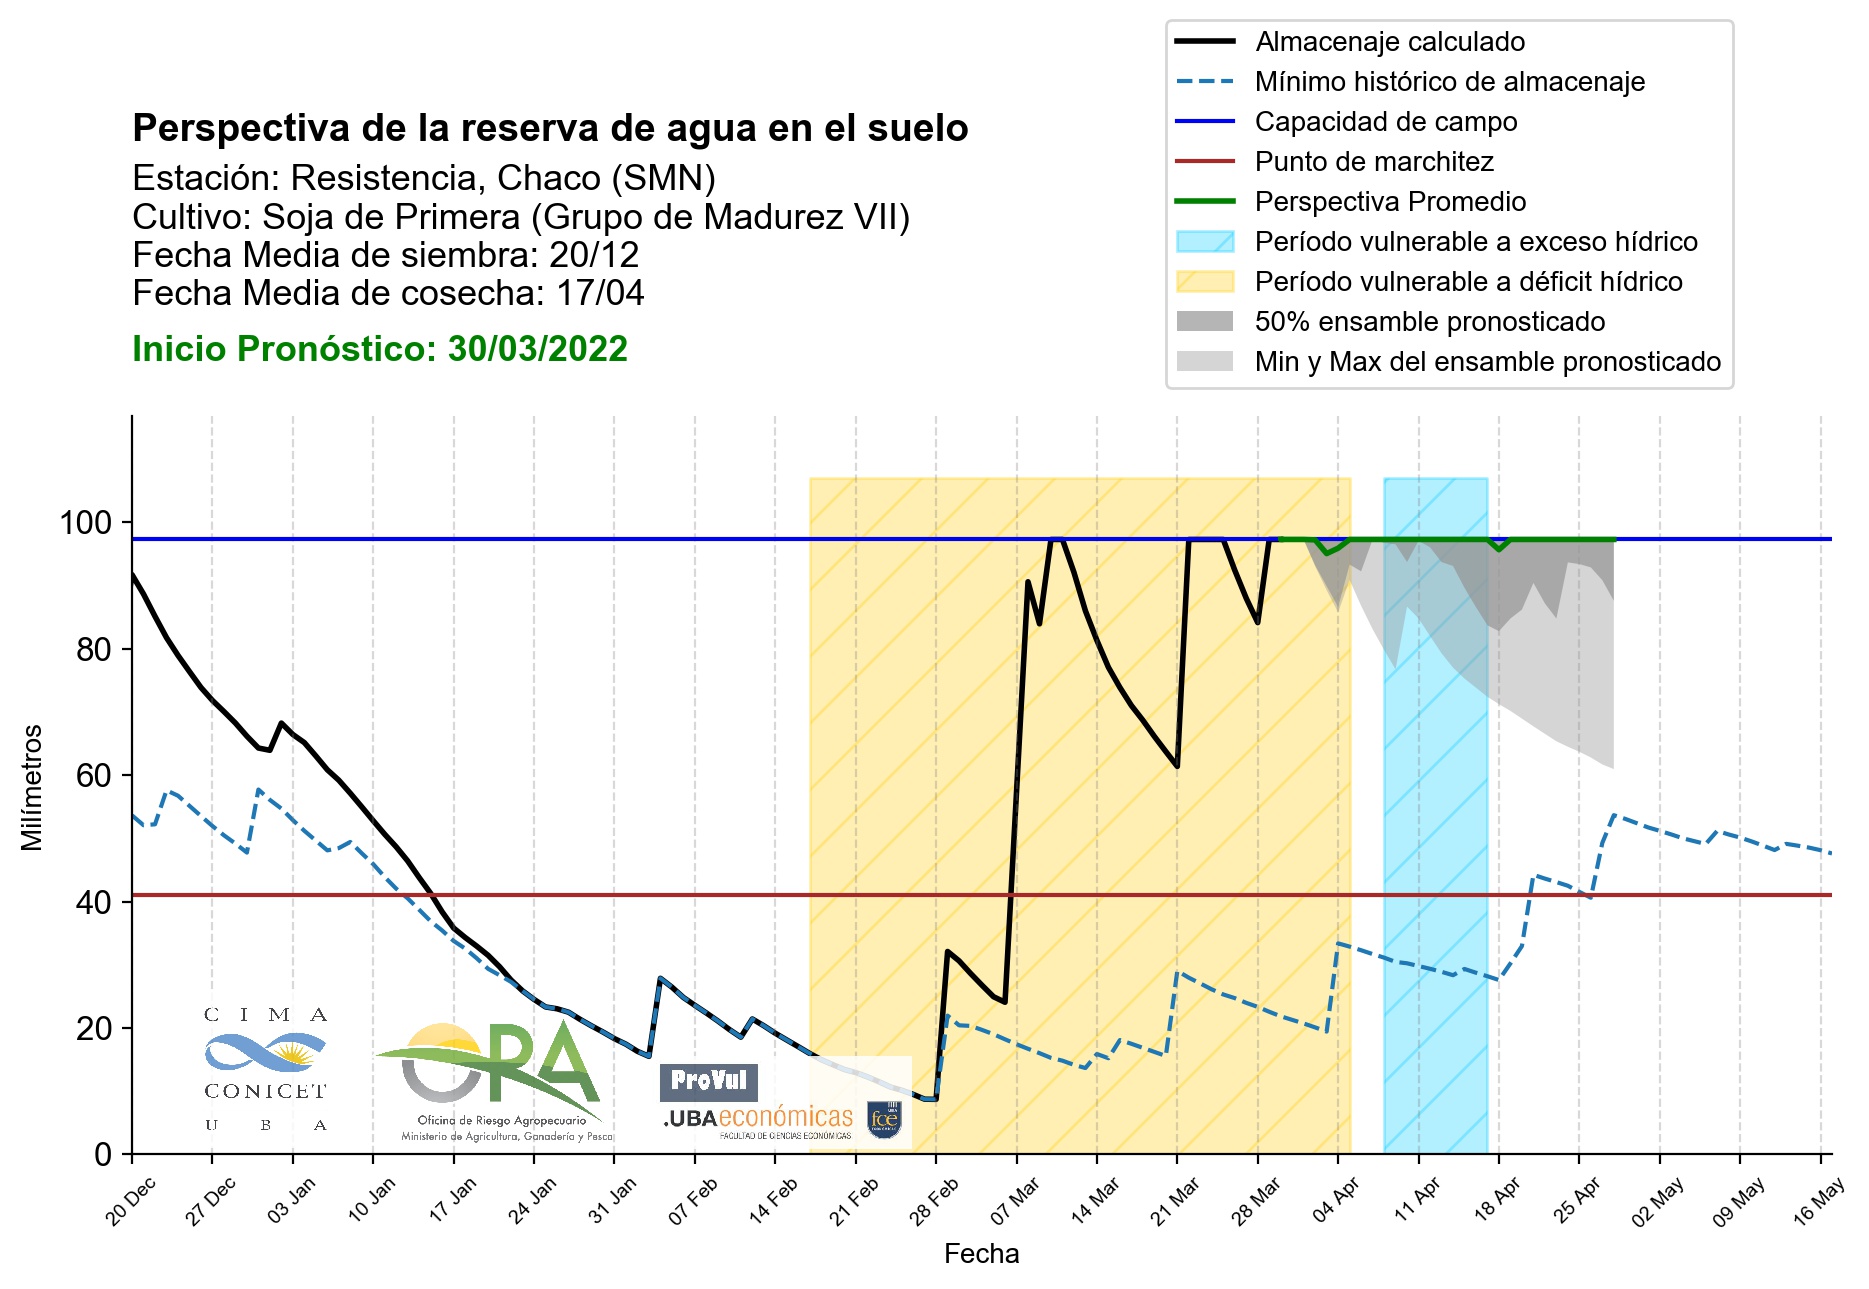 Almacenaje calculado
Mínimo histórico de almacenaje
Capacidad de campo
Punto de marchitez
Perspectiva Promedio
Período vulnerable a exceso hídrico
Período vulnerable a déficit hídrico
50% ensamble pronosticado
Min y Max del ensamble pronosticado
Perspectiva de la reserva de agua en el suelo
Estación: Resistencia, Chaco (SMN)
Cultivo: Soja de Primera (Grupo de Madurez VII)
Fecha Media de siembra: 20/12
Fecha Media de cosecha: 17/04
Inicio Pronóstico: 30/03/2022
Milímetros
100
80
60
40
20
0
CIMA
CONICET
UBA
ORA
Oficina de Riesgo Agropecuario
Ministerio de Agricultura, Ganadería y Pesca
ProVul
.UBAeconómicas
FACULTAD DE CIENCIAS ECONÓMICAS
UBA
fce
ECONÓMICAS
20 Dec
27 Dec
03 Jan
10 Jan
17 Jan
24 Jan
31 Jan
07 Feb
14 Feb
21 Feb
28 Feb
07 Mar
14 Mar
21 Mar
28 Mar
04 Apr
11 Apr
18 Apr
25 Apr
02 May
09 May
16 May
Fecha